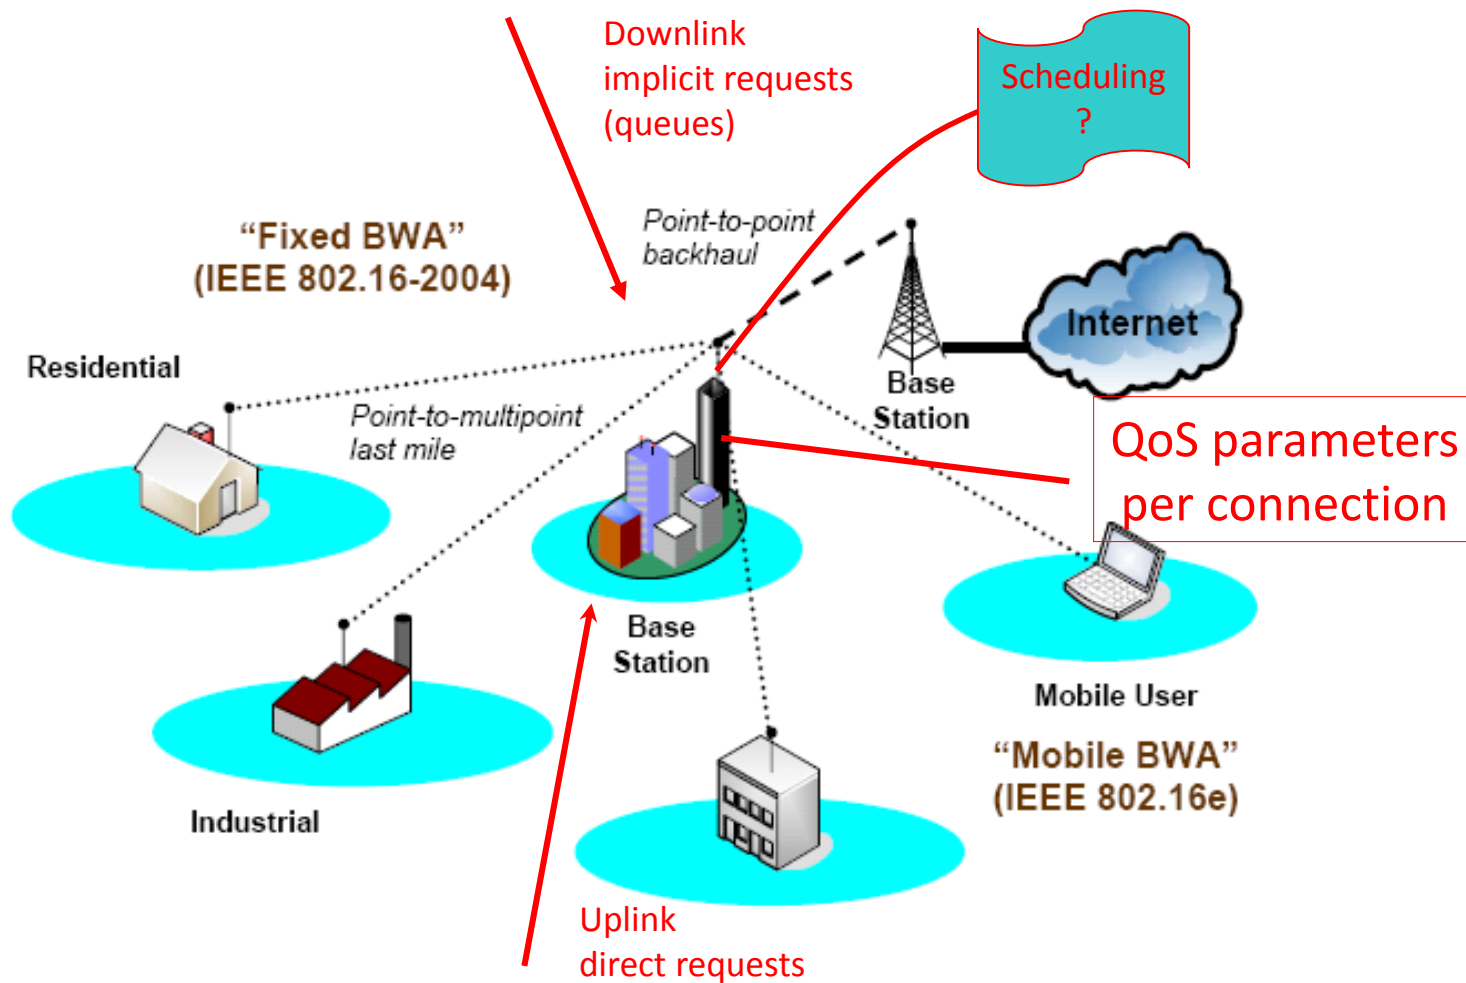 Downlink
implicit requests
(queues)
Scheduling
?
Point-to-point
backhaul
“Fixed BWA”
(IEEE 802.16-2004)
Internet
Residential
Base
Station
Point-to-multipoint
last mile
QoS parameters
per connection
Base
Station
Mobile User
“Mobile BWA”
(IEEE 802.16e)
Industrial
Uplink
direct requests